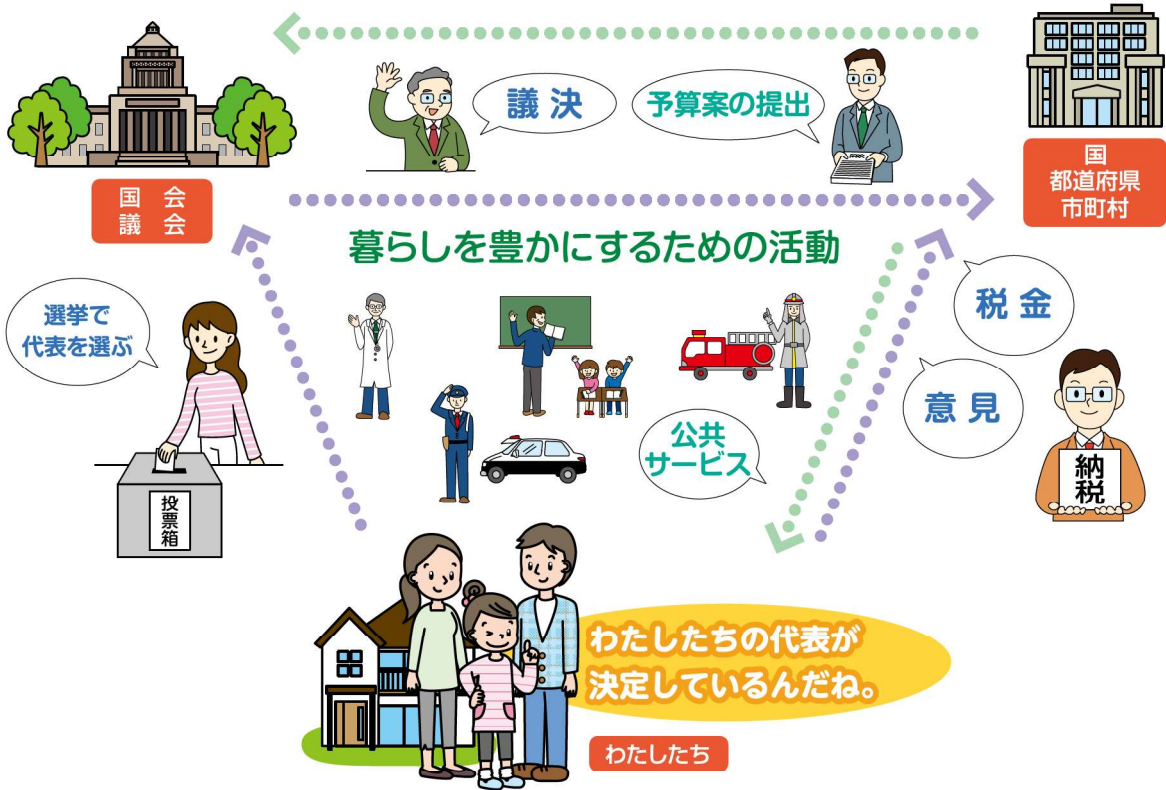 議決
予算案の提出
国会
議会
国
都道府県
市町村
暮らしを豊かにするための活動
選挙で
代表を選ぶ
税金
意見
公共
サービス
納税
投票箱
わたしたちの代表が
決定しているんだね。
わたしたち